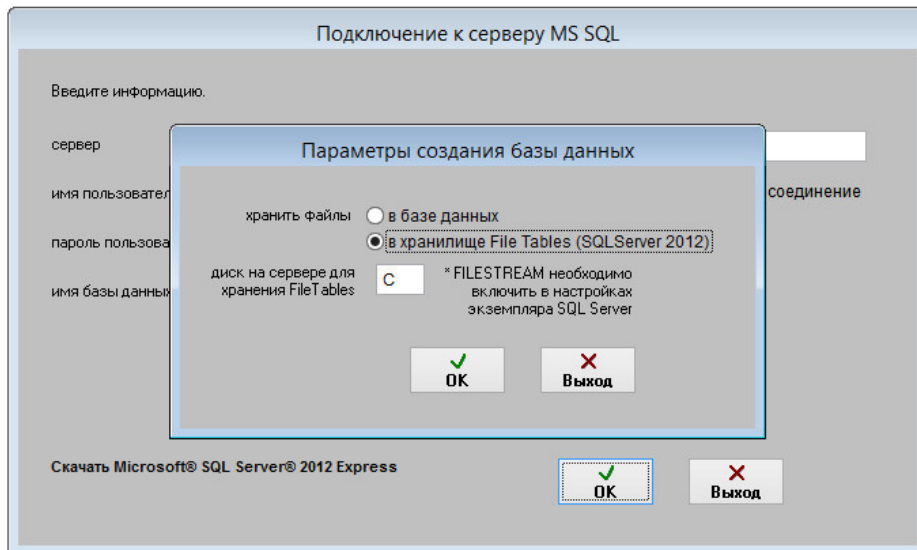 Подключение к серверу MS SQL
Введите информацию.
сервер
Параметры создания базы данных
имя пользовател
соединение
хранить файлы
в базе данных
пароль пользова
в хранилище File Tables (SQLServer 2012)
диск на сервере для
хранения FileTables
C
* FILESTREAM необходимо
включить в настройках
экземпляра SQL Server
имя базы данных
OK
Выход
Скачать Microsoft® SQL Server® 2012 Express
OK
Выход